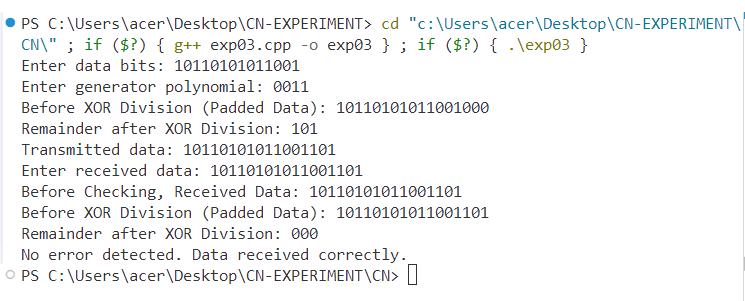 PS C:\Users\acer\Desktop\CN-EXPERIMENT> cd "c:\Users\acer\Desktop\CN-EXPERIMENT\
CN\" ; if ($?) { g++ exp03.cpp -o exp03 } ; if ($?) { .\exp03 }
Enter data bits: 10110101011001
Enter generator polynomial: 0011
Before XOR Division (Padded Data): 10110101011001000
Remainder after XOR Division: 101
Transmitted data: 10110101011001101
Enter received data: 10110101011001101
Before Checking, Received Data: 10110101011001101
Before XOR Division (Padded Data): 10110101011001101
Remainder after XOR Division: 000
No error detected. Data received correctly.
PS C:\Users\acer\Desktop\CN-EXPERIMENT\CN>